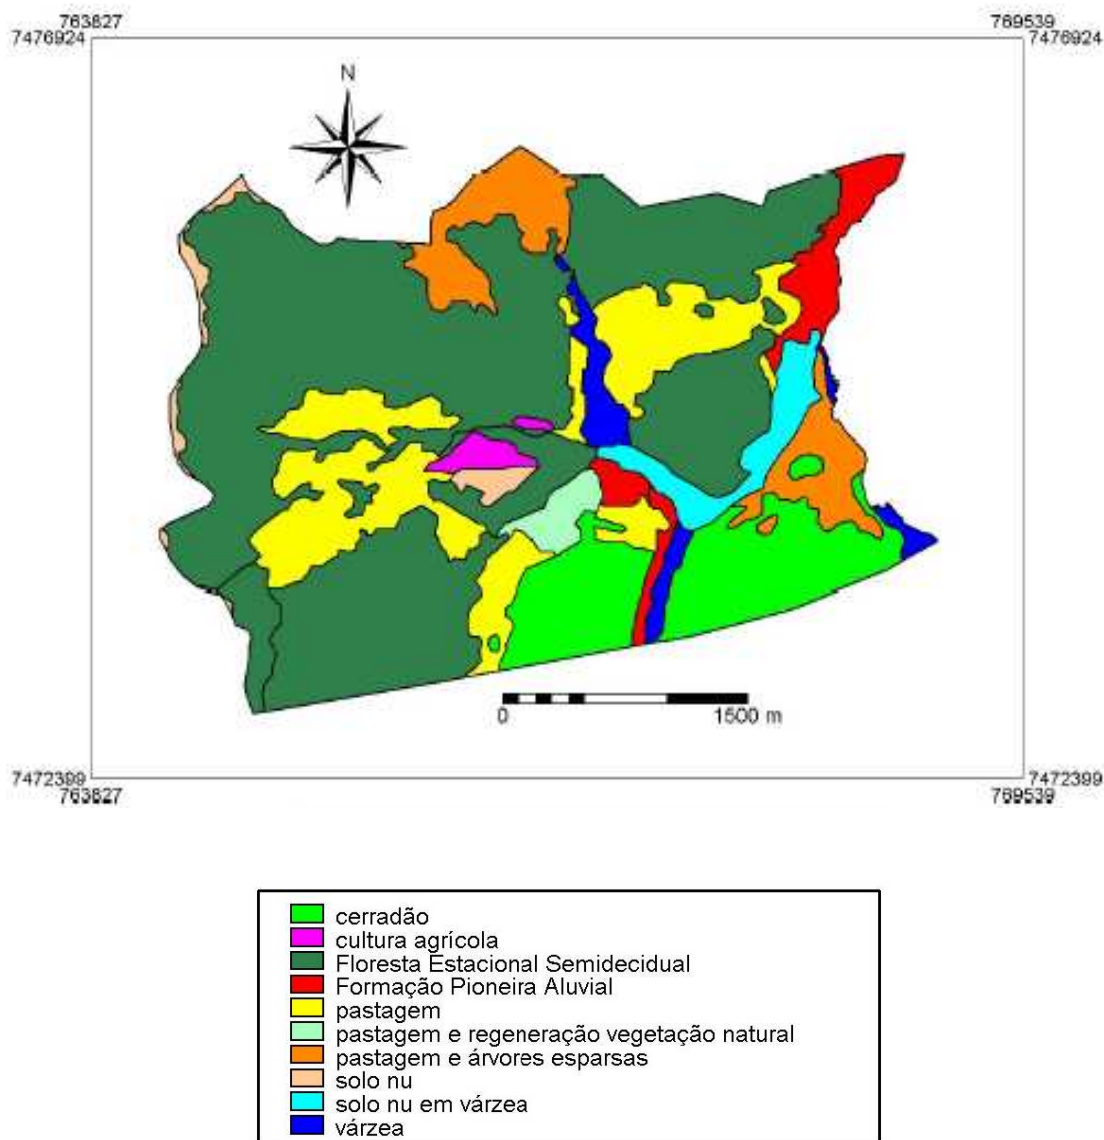 763827 769539
7476924 7476924
N
0 1500 m
7472399 7472399
763827 769539
cerradão
cultura agrícola
Floresta Estacional Semidecidual
Formação Pioneira Aluvial
pastagem
pastagem e regeneração vegetação natural
pastagem e árvores esparsas
solo nu
solo nu em várzea
várzea